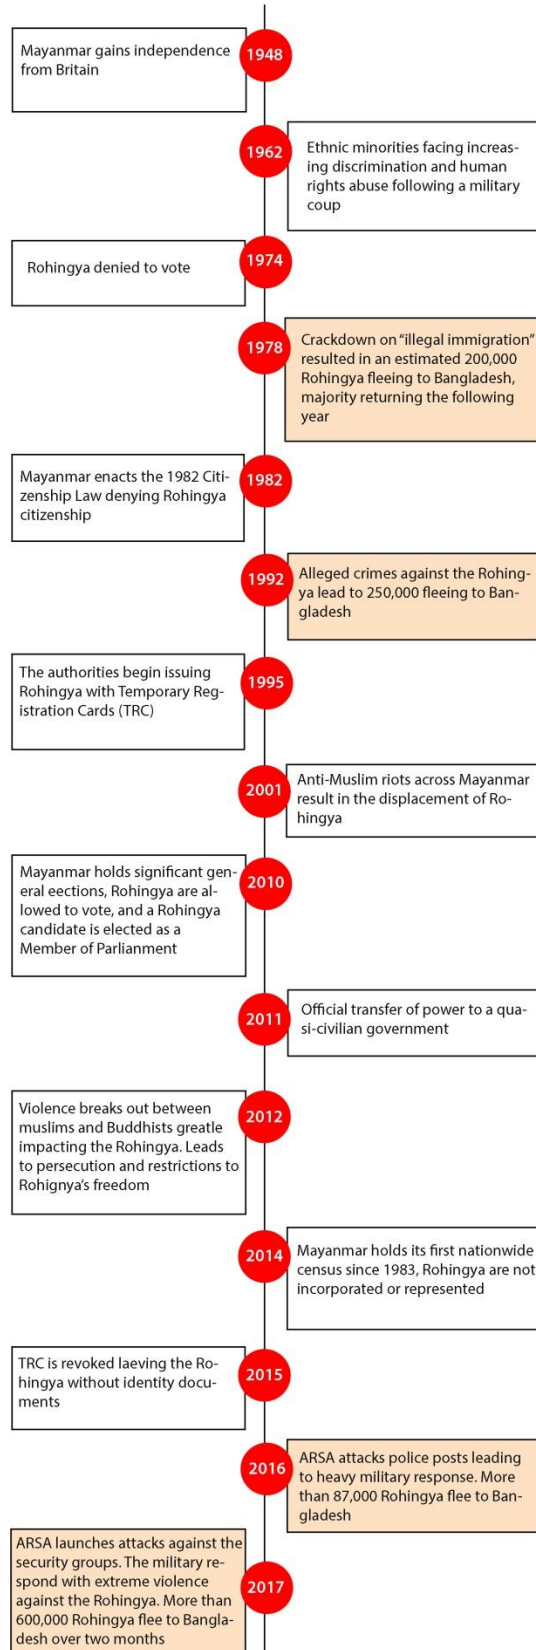 Mayanmar gains independence
from Britain
1948
1962
Ethnic minorities facing increas-
ing discrimination and human
rights abuse following a military
coup
Rohingya denied to vote
1974
1978
Crackdown on “illegal immigration”
resulted in an estimated 200,000
Rohingya fleeing to Bangladesh,
majority returning the following
year
Mayanmar enacts the 1982 Citi-
zenship Law denying Rohingya
citizenship
1982
1992
Alleged crimes against the Rohing-
ya lead to 250,000 fleeing to Ban-
gladesh
The authorities begin issuing
Rohingya with Temporary Reg-
istration Cards (TRC)
1995
2001
Anti-Muslim riots across Mayanmar
result in the displacement of Ro-
hingya
Mayanmar holds significant gen-
eral eections, Rohingya are al-
lowed to vote, and a Rohingya
candidate is elected as a
Member of Parlianment
2010
2011
Official transfer of power to a qua-
si-civilian government
Violence breaks out between
muslims and Buddhists greatle
impacting the Rohingya. Leads
to persecution and restrictions to
Rohignya’s freedom
2012
2014
Mayanmar holds its first nationwide
census since 1983, Rohingya are not
incorporated or represented
TRC is revoked laeving the Ro-
hingya without identity docu-
ments
2015
2016
ARSA attacks police posts leading
to heavy military response. More
than 87,000 Rohingya flee to Ban-
gladesh
ARSA launches attacks against the
security groups. The military re-
spond with extreme violence
against the Rohingya. More than
600,000 Rohingya flee to Bangla-
desh over two months
2017